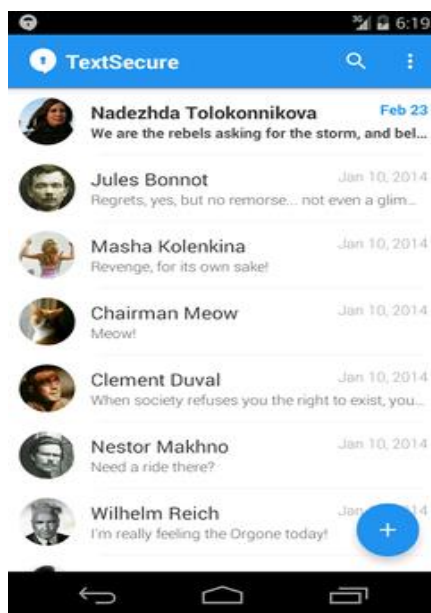 3G 6:19
TextSecure
Nadezhda Tolokonnikova Feb 23
We are the rebels asking for the storm, and bel...
Jules Bonnot Jan 10, 2014
Regrets, yes, but no remorse... not even a glim...
Masha Kolenkina Jan 10, 2014
Revenge, for its own sake!
Chairman Meow Jan 10, 2014
Meow!
Clement Duval Jan 10, 2014
When society refuses you the right to exist, you...
Nestor Makhno Jan 10, 2014
Need a ride there?
Wilhelm Reich Jan 14
I'm really feeling the Orgone today!